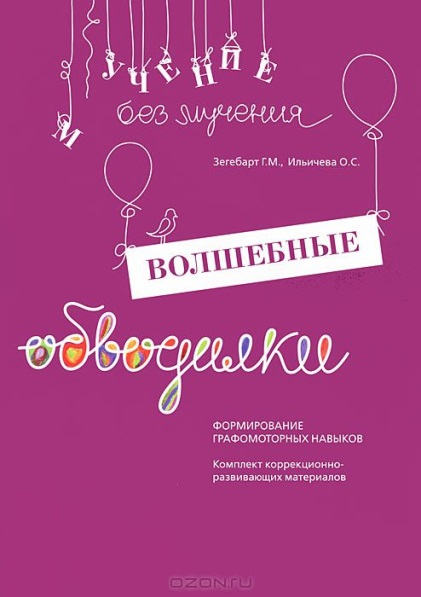 МУЧЕНИЕ
без мучения
Зегебарт Г.М., Ильичева О.С.
ВОЛШЕБНЫЕ
обводилки
ФОРМИРОВАНИЕ
ГРАФОМОТОРНЫХ НАВЫКОВ
Комплект коррекционно-
развивающих материалов
OZON.ru